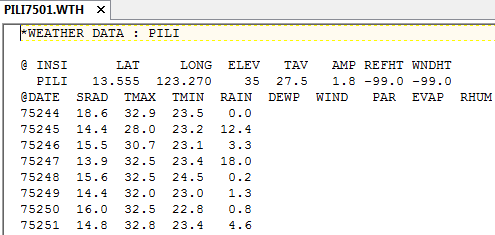 PILI7501.WTH ×
*WEATHER DATA : PILI
@ INSI LAT LONG ELEV TAV AMP REFHT WNDHT
PILI 13.555 123.270 35 27.5 1.8 -99.0 -99.0
@DATE SRAD TMAX TMIN RAIN DEWP WIND PAR EVAP RHUM
75244 18.6 32.9 23.5 0.0
75245 14.4 28.0 23.2 12.4
75246 15.5 30.7 23.1 3.3
75247 13.9 32.5 23.4 18.0
75248 15.6 32.5 24.5 0.2
75249 14.4 32.0 23.0 1.3
75250 16.0 32.5 22.8 0.8
75251 14.8 32.8 23.4 4.6